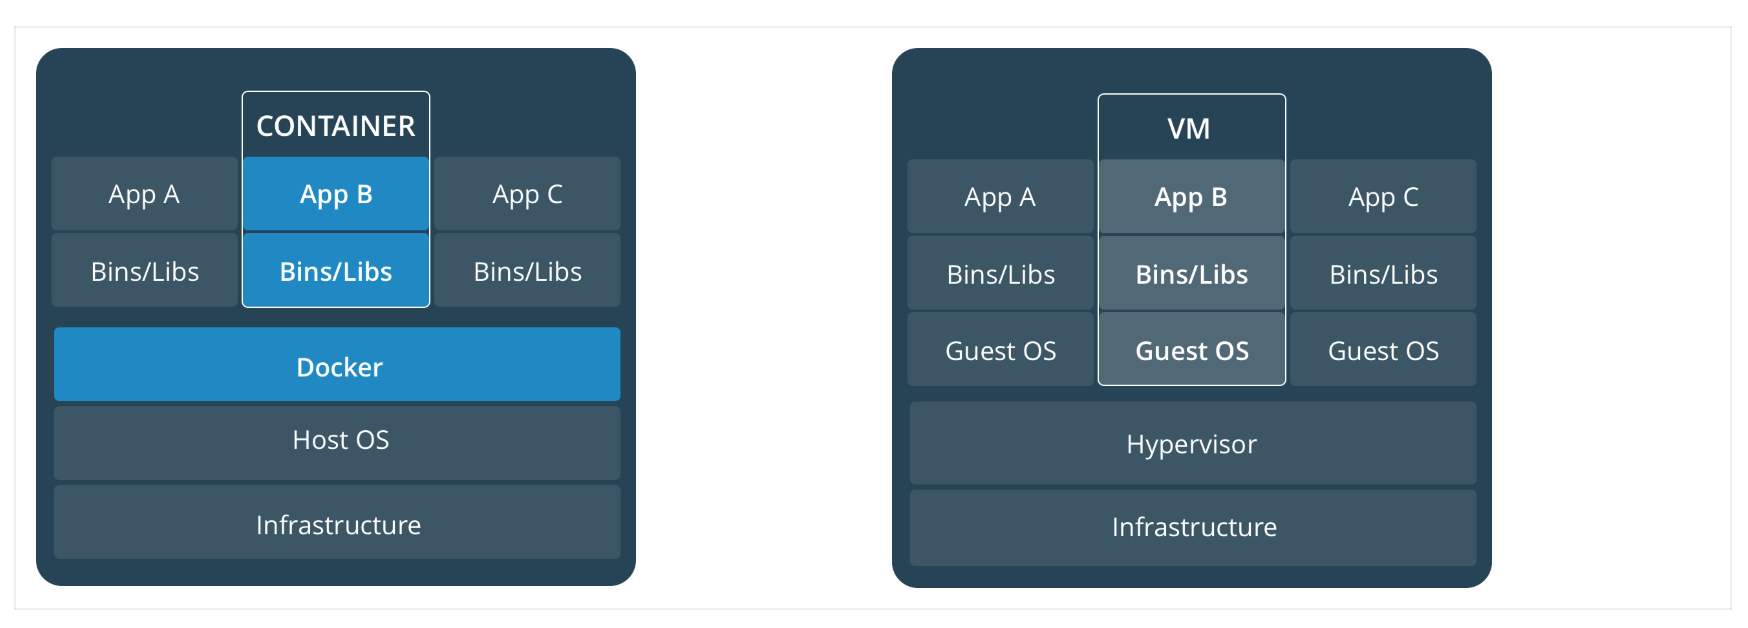 CONTAINER
App A
App B
App C
Bins/Libs
Bins/Libs
Bins/Libs
Docker
Host OS
Infrastructure
VM
App A
App B
App C
Bins/Libs
Bins/Libs
Bins/Libs
Guest OS
Guest OS
Guest OS
Hypervisor
Infrastructure